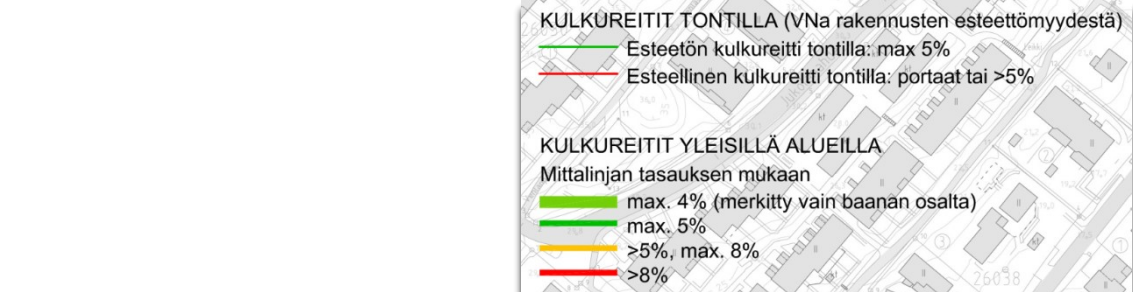 KULKUREITIT TONTILLA (VNa rakennusten esteettömyydestä)
Esteetön kulkureitti tontilla: max 5%
Esteellinen kulkureitti tontilla: portaat tai >5%
KULKUREITIT YLEISILLÄ ALUEILLA
Mittalinjan tasauksen mukaan
max. 4% (merkitty vain baanan osalta)
max. 5%
>5%, max. 8%
>8%
26038